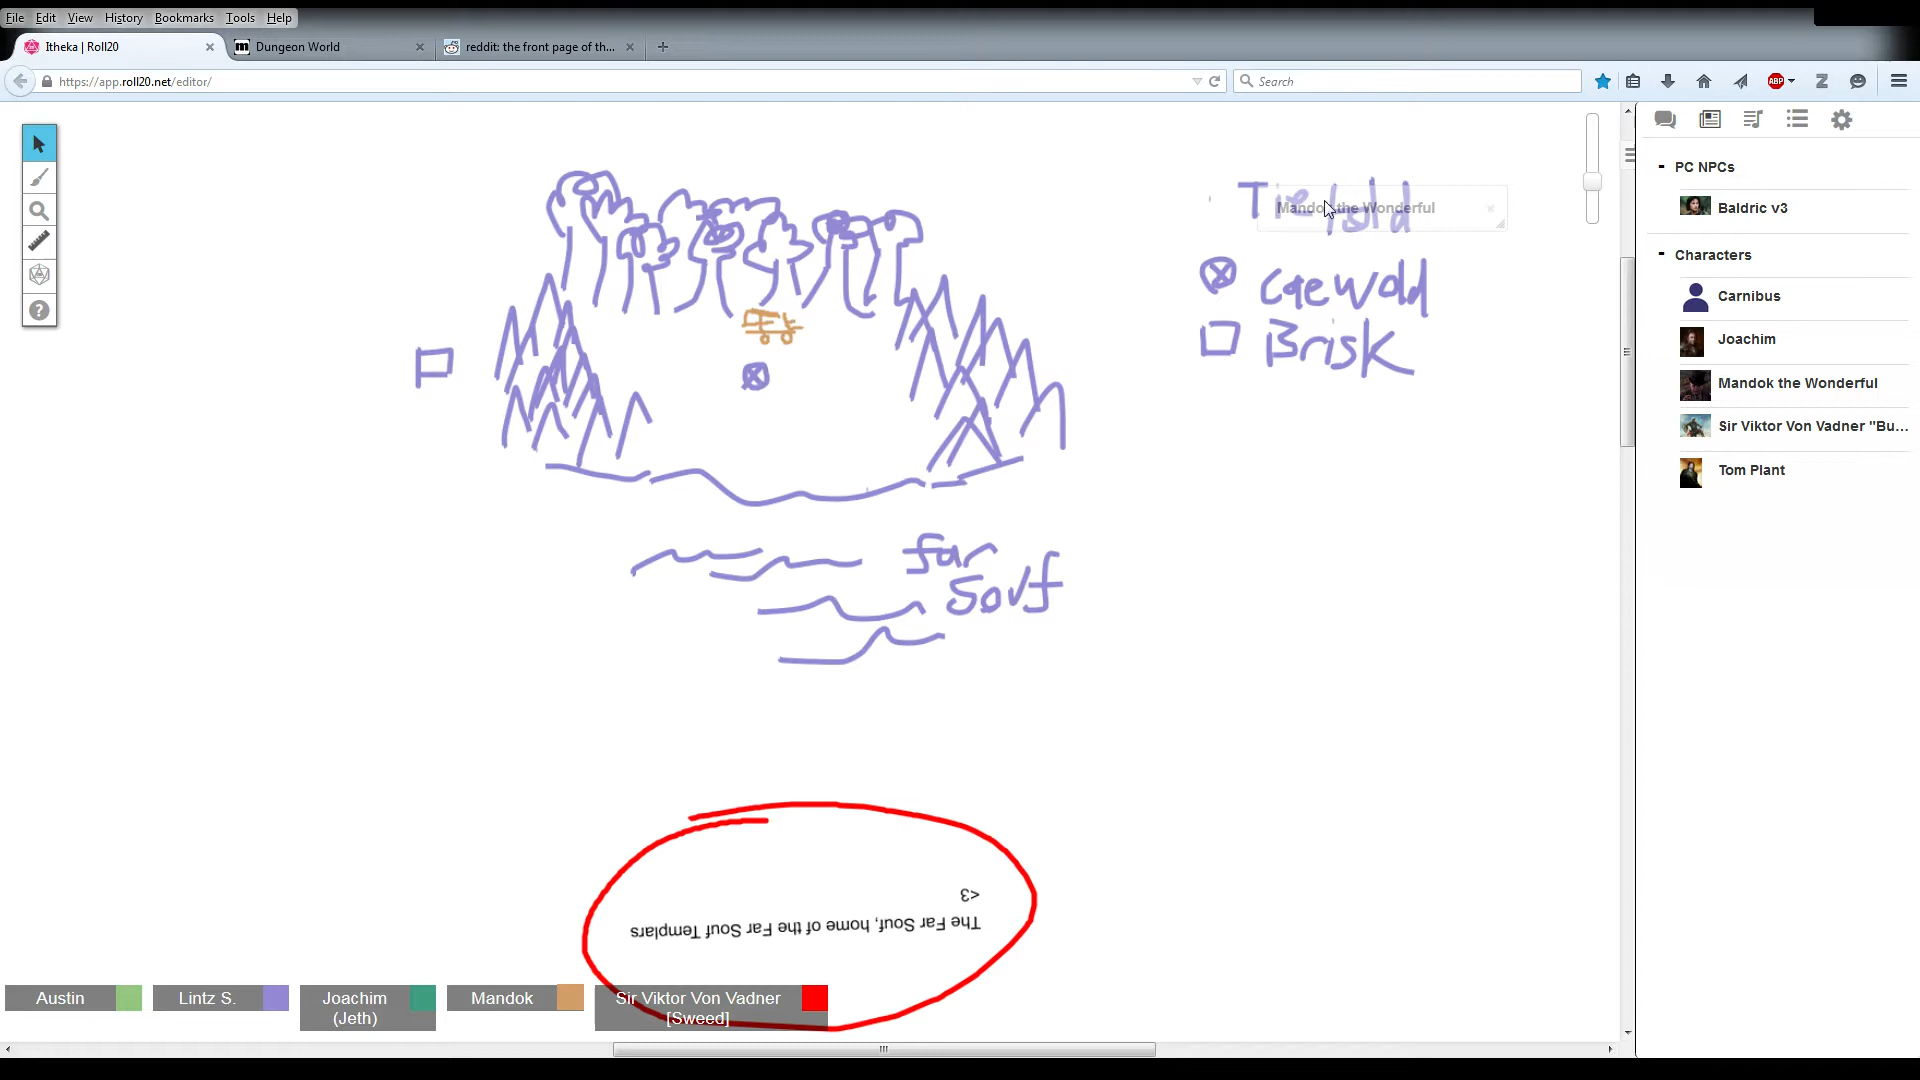 File Edit View History Bookmarks Tools Help
Itheka | Roll20
Dungeon World
reddit: the front page of th...
https://app.roll20.net/editor/
Search
ABP
Z
PC NPCs
Baldric v3
Characters
Carnibus
Joachim
Mandok the Wonderful
Sir Viktor Von Vadner "Bu...
Tom Plant
Mandok the Wonderful
Caewold
Brisk
far
Souf
The Far Souf, home of the Far Souf Templars
<3
Austin
Lintz S.
Joachim
(Jeth)
Mandok
Sir Viktor Von Vadner
[Sweed]